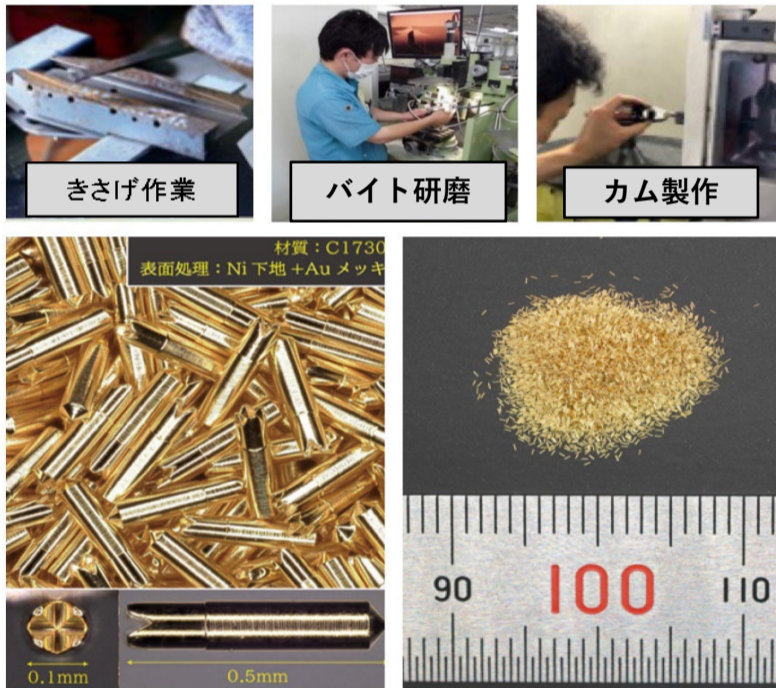 きさげ作業
バイト研磨
カム製作
材質：C1730
表面処理：Ni 下地 +Au メッキ
0.1mm
0.5mm
90
100
110